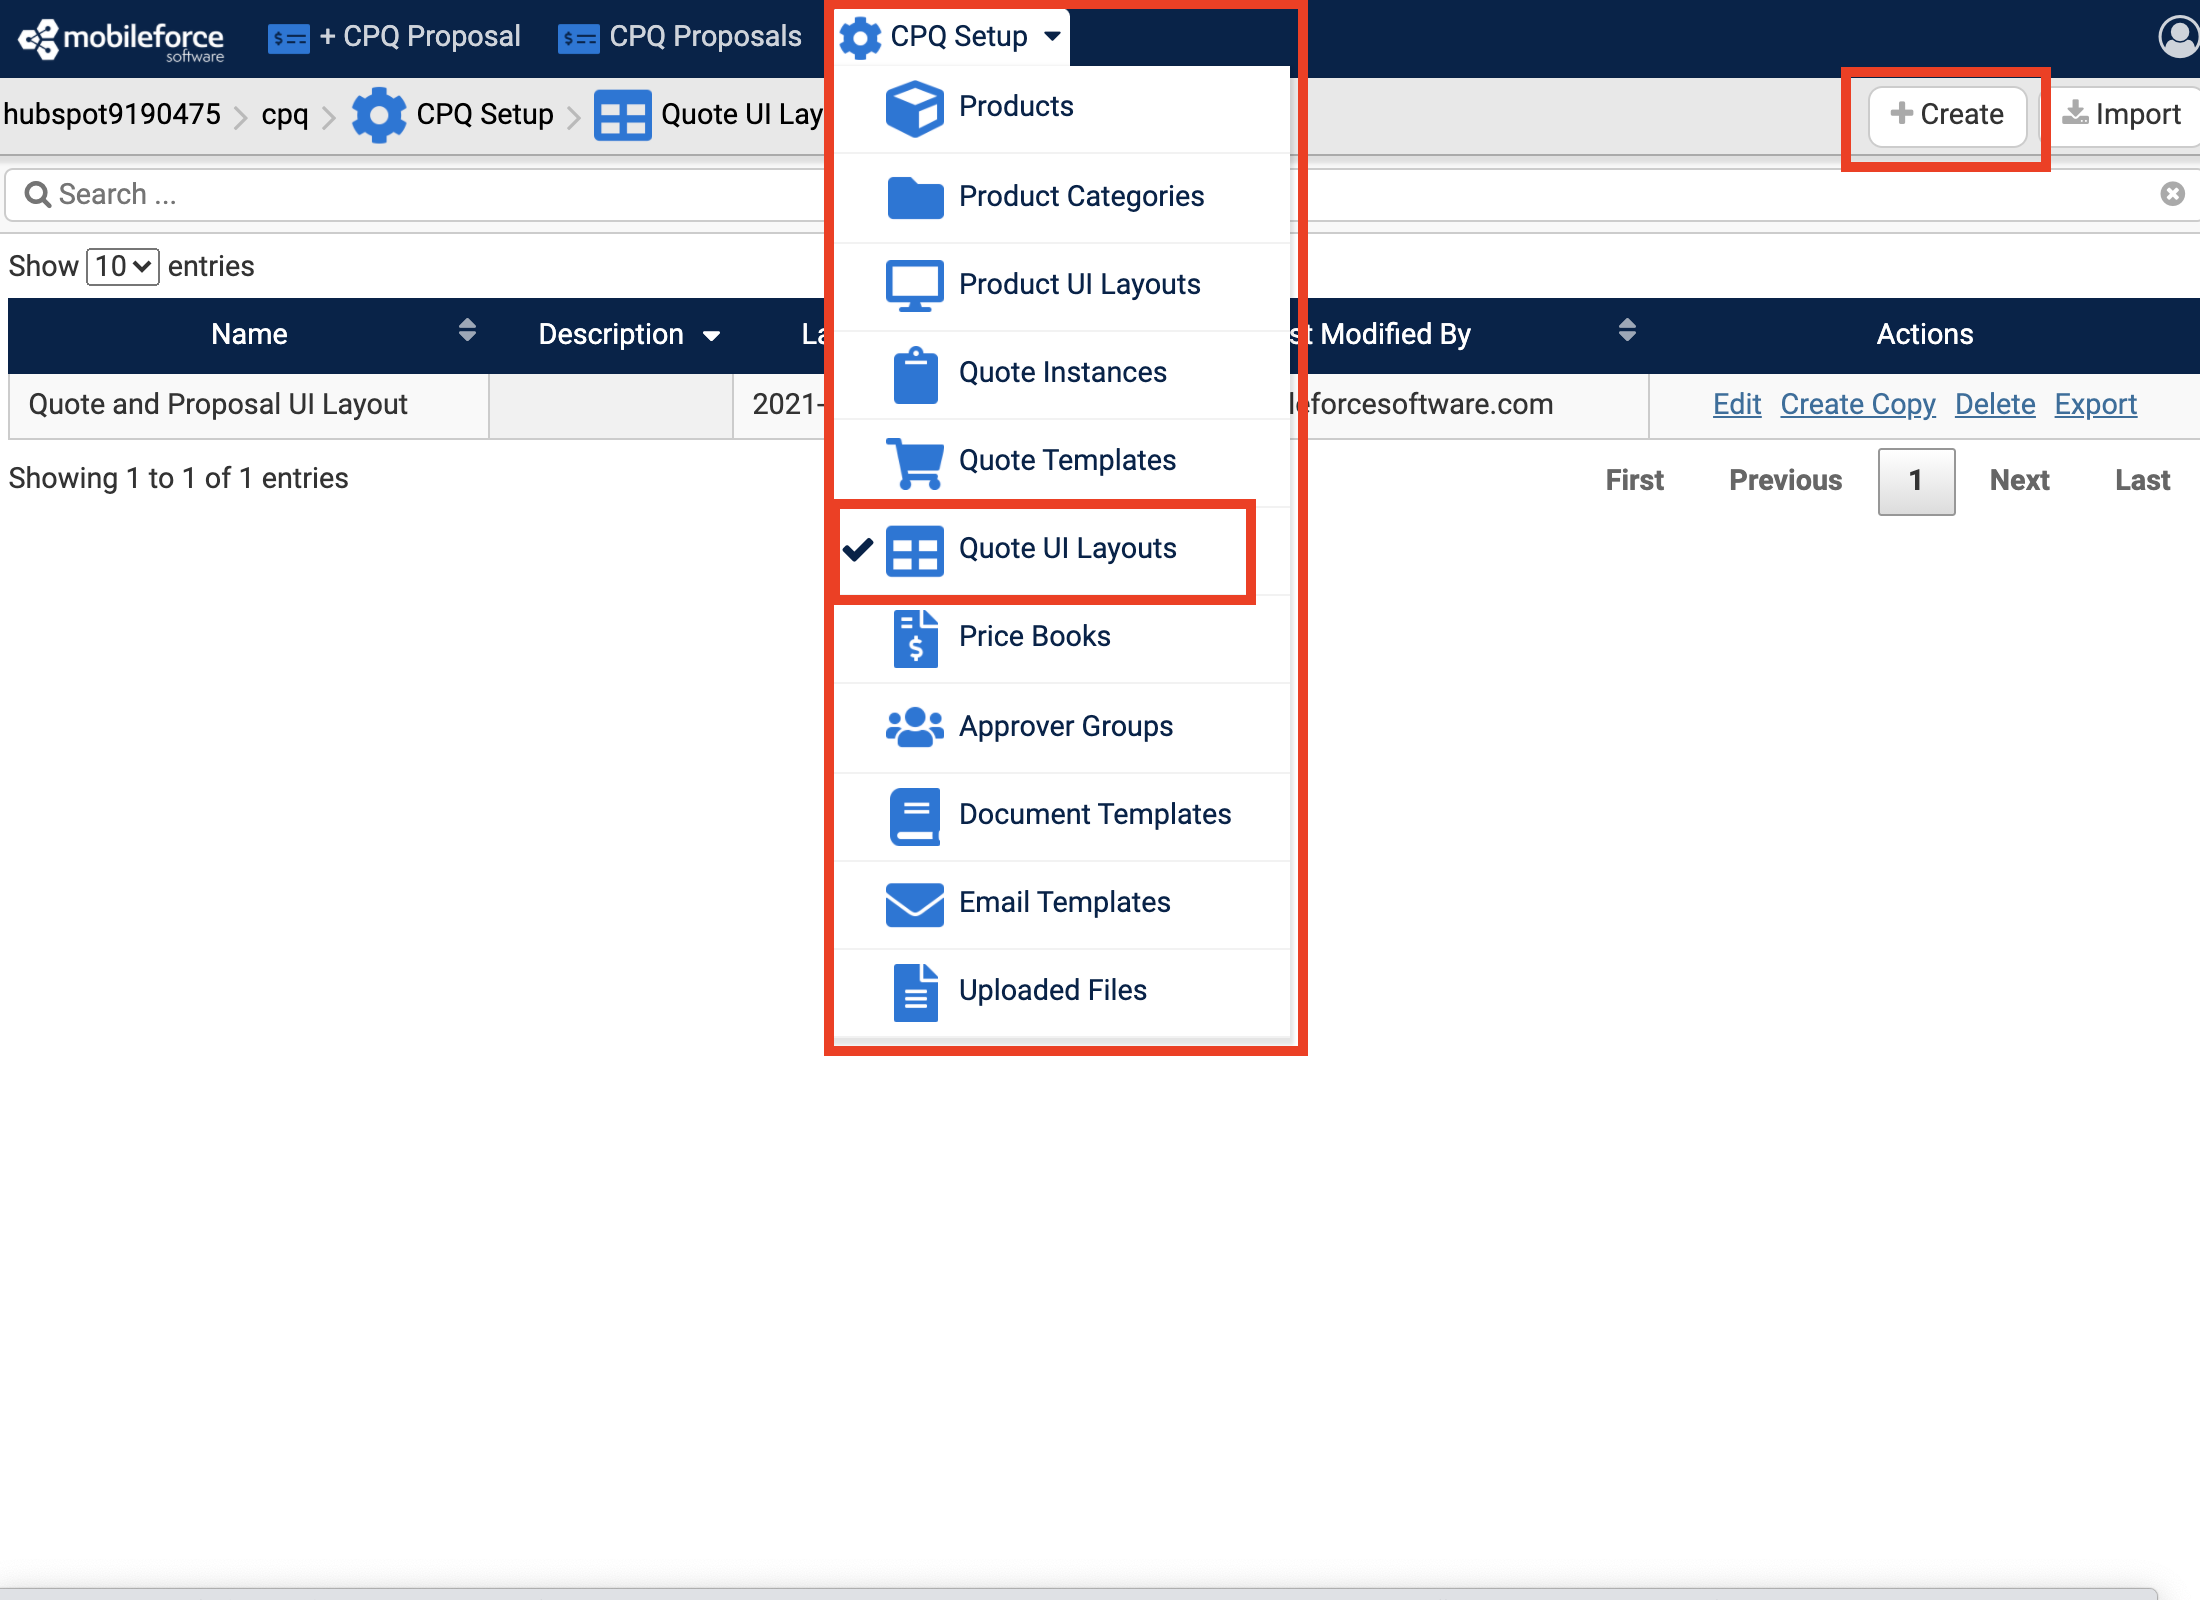 mobileforce
software
+ CPQ Proposal
CPQ Proposals
CPQ Setup
hubspot9190475 > cpq > CPQ Setup > Quote UI Lay
+ Create
Import
Search ...
Show 10 entries
Name
Description
La
st Modified By
Actions
Quote and Proposal UI Layout
2021-
leforcesoftware.com
Edit Create Copy Delete Export
Showing 1 to 1 of 1 entries
First Previous 1 Next Last
Products
Product Categories
Product UI Layouts
Quote Instances
Quote Templates
Quote UI Layouts
Price Books
Approver Groups
Document Templates
Email Templates
Uploaded Files